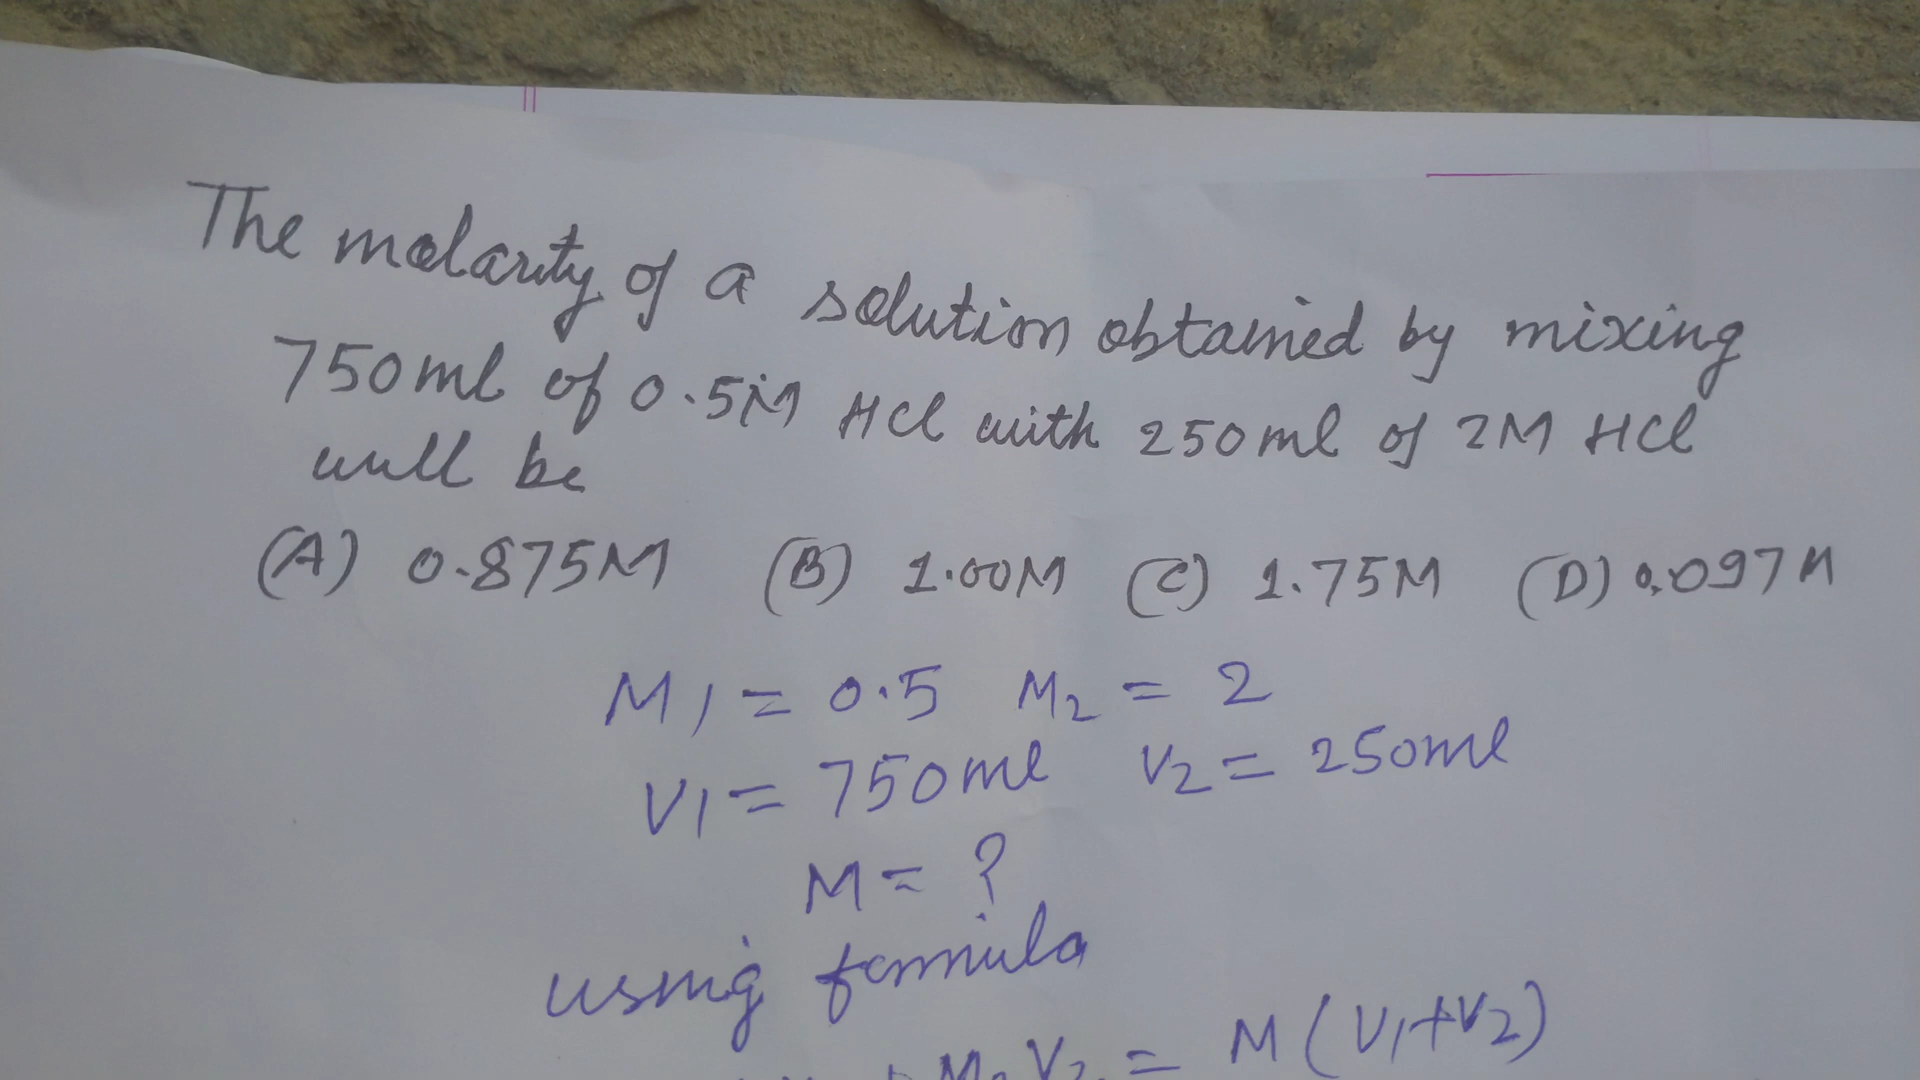 The molarity of a solution obtained by mixing
750ml of 0.5M HCl with 250ml of 2M HCl
will be
(A) 0.875M (B) 1.00M (C) 1.75M (D) 0.097M
M1 = 0.5 M2 = 2
V1 = 750ml V2 = 250ml
M = ?
using formula
M2V2 = M(V1+V2)